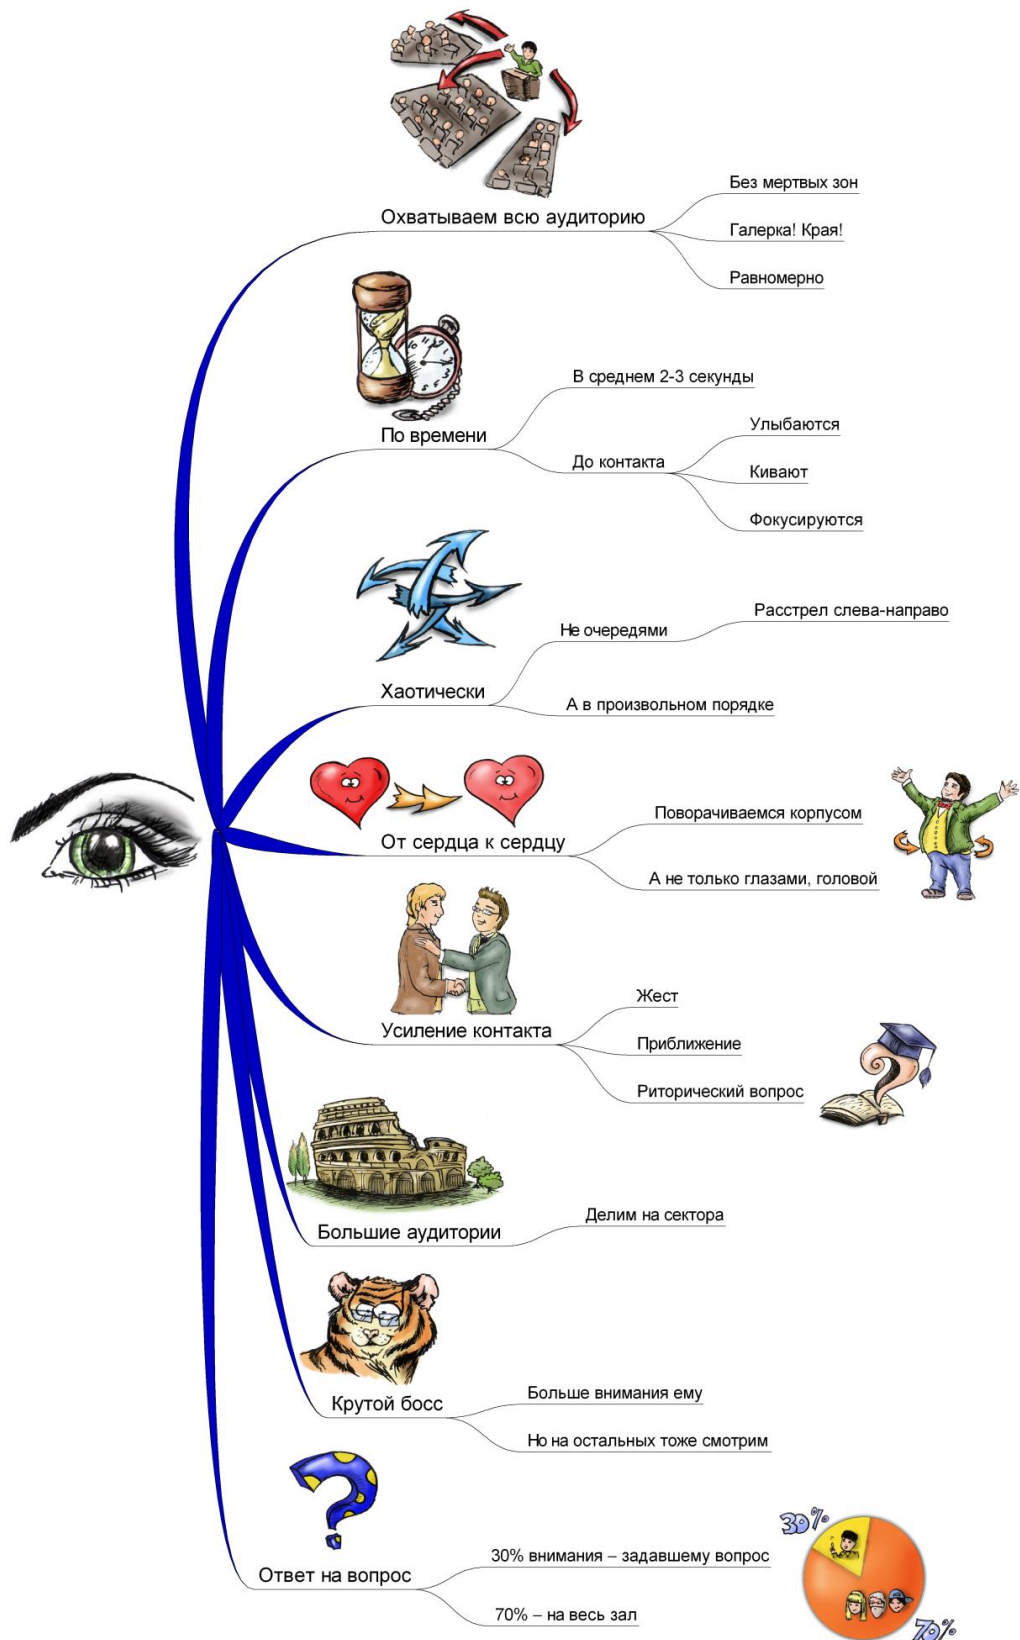 Охватываем всю аудиторию
Без мертвых зон
Галерка! Края!
Равномерно
По времени
В среднем 2-3 секунды
До контакта
Улыбаются
Кивают
Фокусируются
Хаотически
Не очередями
Расстрел слева-направо
А в произвольном порядке
От сердца к сердцу
Поворачиваемся корпусом
А не только глазами, головой
Усиление контакта
Жест
Приближение
Риторический вопрос
Большие аудитории
Делим на сектора
Крутой босс
Больше внимания ему
Но на остальных тоже смотрим
Ответ на вопрос
30% внимания – задавшему вопрос
70% – на весь зал
30%
70%